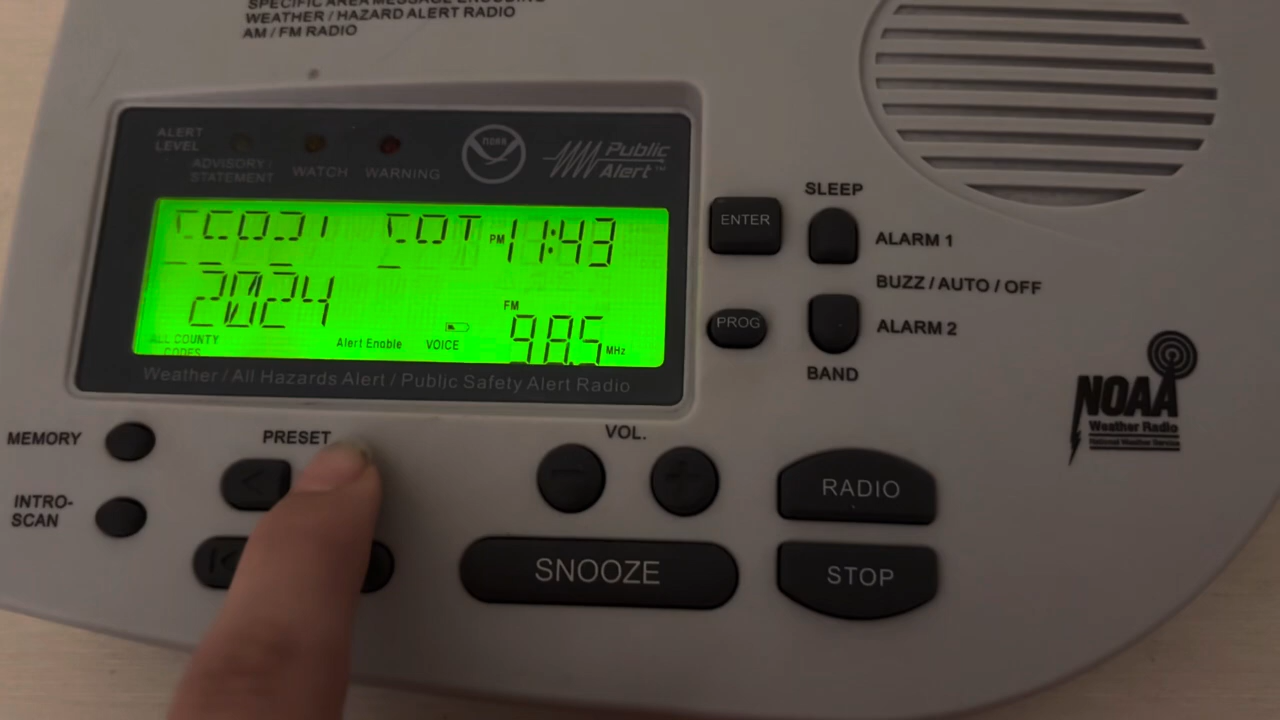 SPECIFIC AREA MESSAGE ENCODING
WEATHER / HAZARD ALERT RADIO
AM / FM RADIO
ALERT
LEVEL
ADVISORY /
STATEMENT
WATCH
WARNING
NOAA
Public
Alert™
PM 11:43
2024
FM
98.5 MHz
ALL COUNTY
CODES
Alert Enable
VOICE
Weather / All Hazards Alert / Public Safety Alert Radio
ENTER
PROG
SLEEP
ALARM 1
BUZZ / AUTO / OFF
ALARM 2
BAND
NOAA
Weather Radio
National Weather Service
MEMORY
PRESET
<
INTRO-
SCAN
VOL.
-
+
RADIO
SNOOZE
STOP